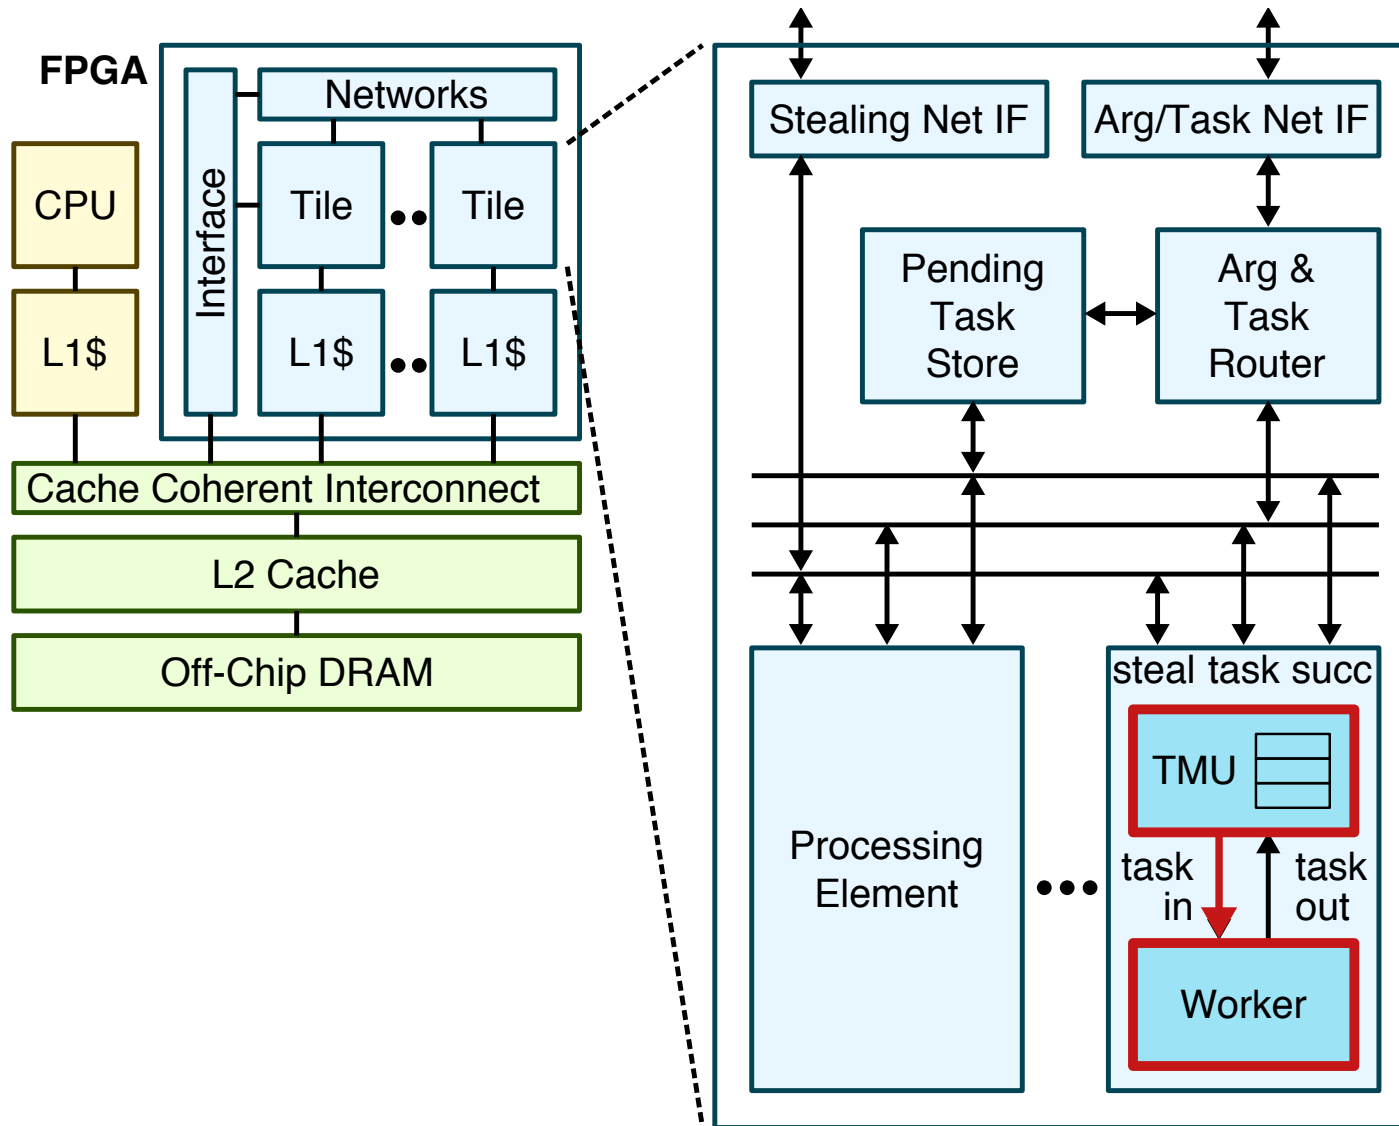 FPGA
Networks
Interface
CPU
Tile
Tile
L1$
L1$
L1$
Cache Coherent Interconnect
L2 Cache
Off-Chip DRAM
Stealing Net IF
Arg/Task Net IF
Pending
Task
Store
Arg &
Task
Router
Processing
Element
steal task succ
TMU
task
in
task
out
Worker